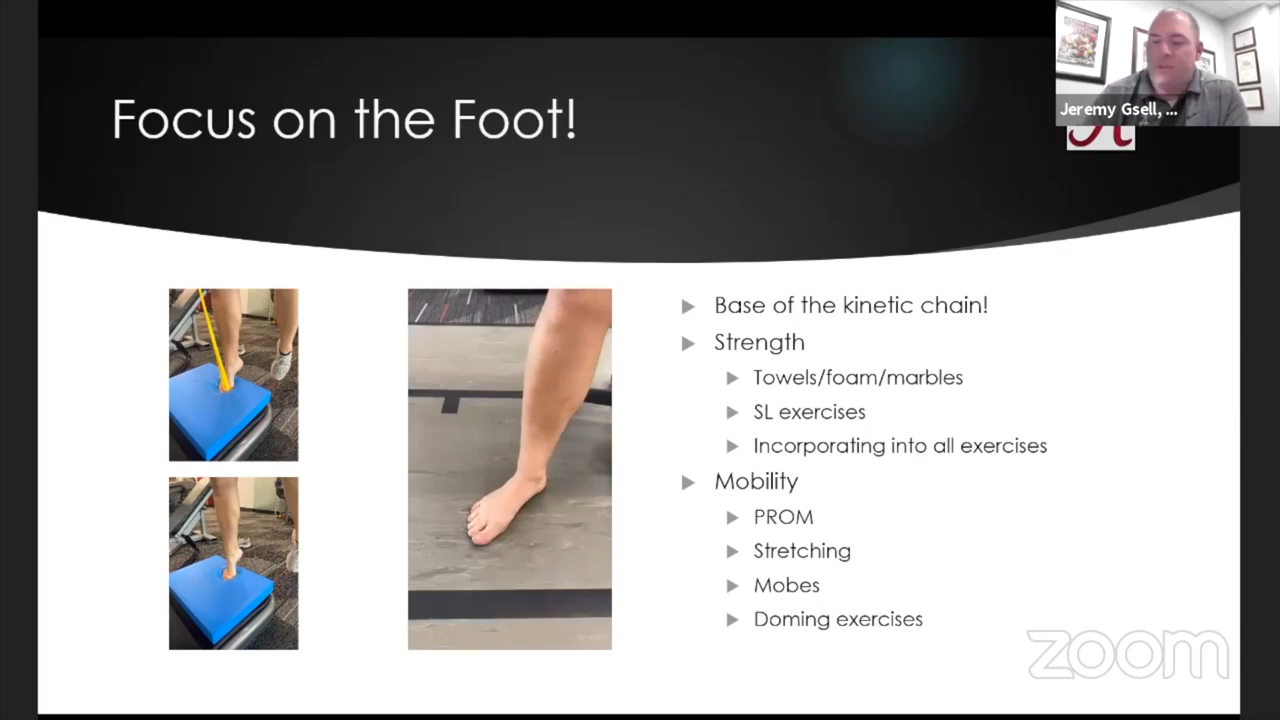 Focus on the Foot!
Jeremy Gsell, ...
Base of the kinetic chain!
Strength
Towels/foam/marbles
SL exercises
Incorporating into all exercises
Mobility
PROM
Stretching
Mobes
Doming exercises
zoom